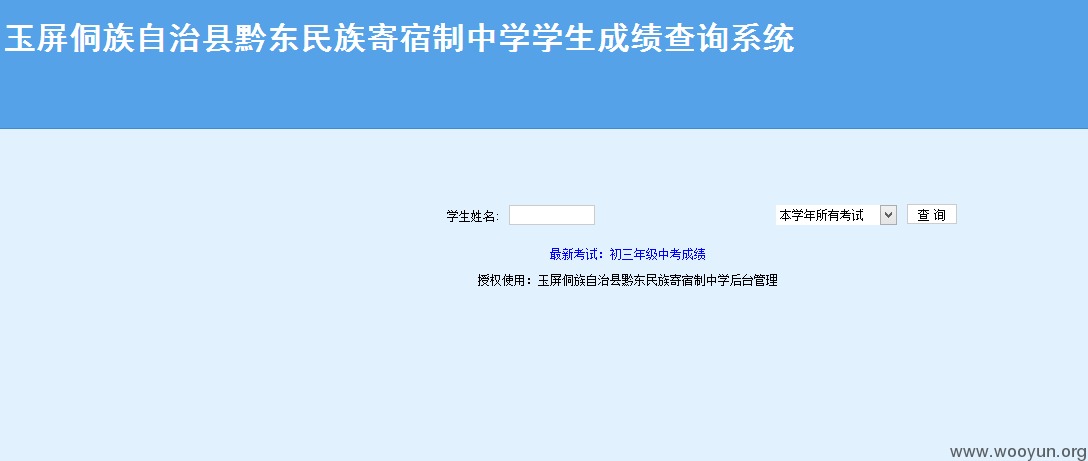 玉屏侗族自治县黔东民族寄宿制中学学生成绩查询系统
学生姓名: 本学年所有考试 查 询
最新考试：初三年级中考成绩
授权使用：玉屏侗族自治县黔东民族寄宿制中学后台管理
www.wooyun.org